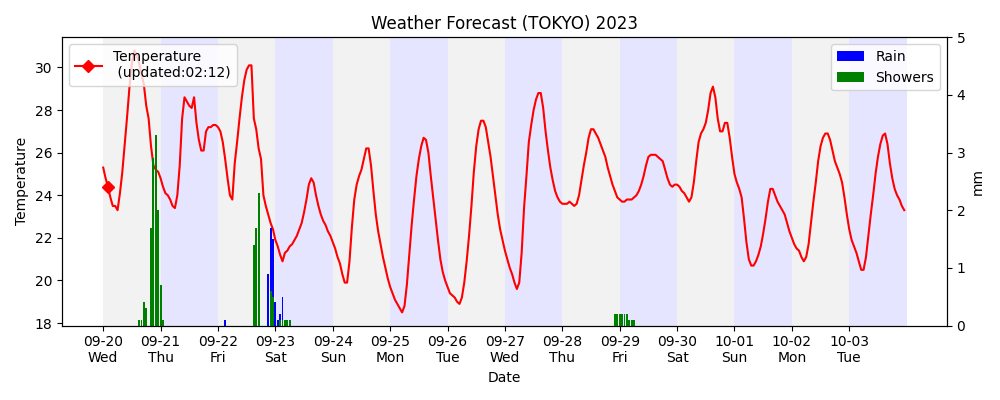 Weather Forecast (TOKYO) 2023
Temperature
(updated:02:12)
Rain
Showers
Temperature
30
28
26
24
22
20
18
5
4
3
2
1
0
mm
09-20 09-21 09-22 09-23 09-24 09-25 09-26 09-27 09-28 09-29 09-30 10-01 10-02 10-03
Wed Thu Fri Sat Sun Mon Tue Wed Thu Fri Sat Sun Mon Tue
Date